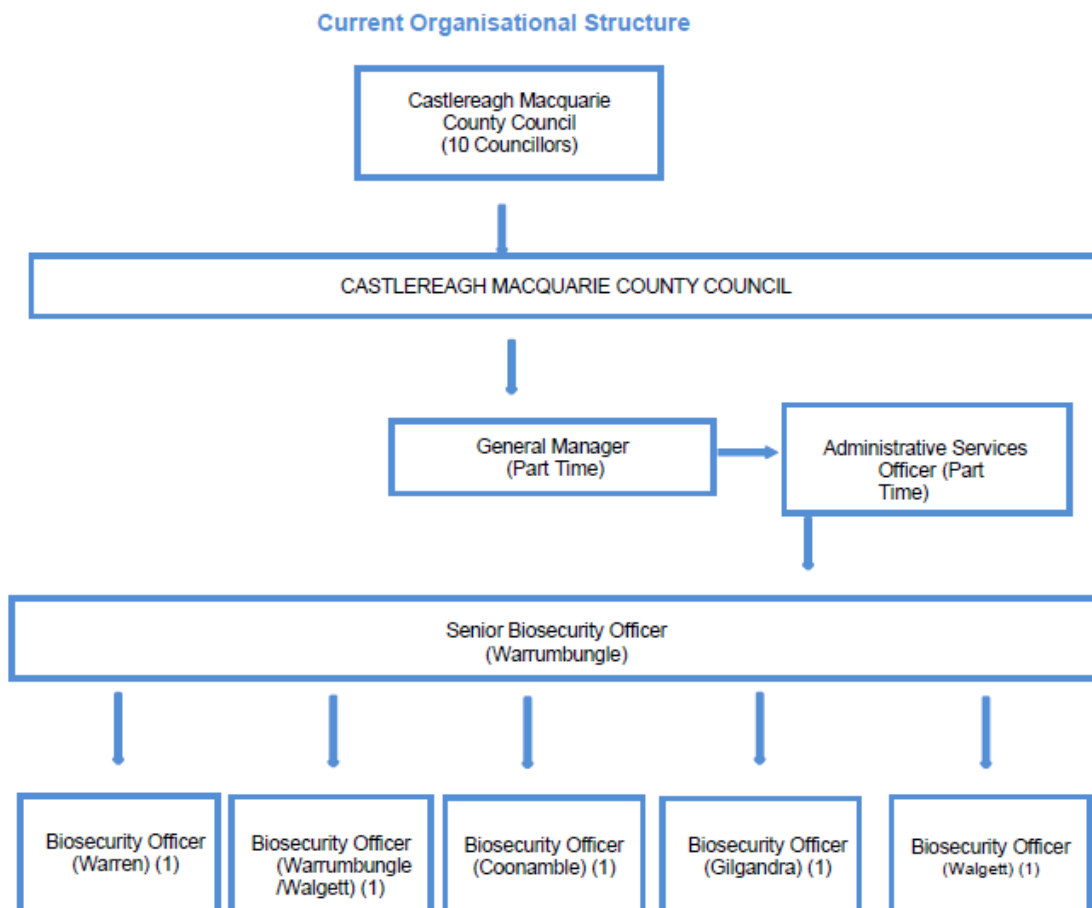 Current Organisational Structure
Castlereagh Macquarie
County Council
(10 Councillors)
CASTLEREAGH MACQUARIE COUNTY COUNCIL
General Manager
(Part Time)
Administrative Services
Officer (Part
Time)
Senior Biosecurity Officer
(Warrumbungle)
Biosecurity Officer
(Warren) (1)
Biosecurity Officer
(Warrumbungle
/Walgett) (1)
Biosecurity Officer
(Coonamble) (1)
Biosecurity Officer
(Gilgandra) (1)
Biosecurity Officer
(Walgett) (1)